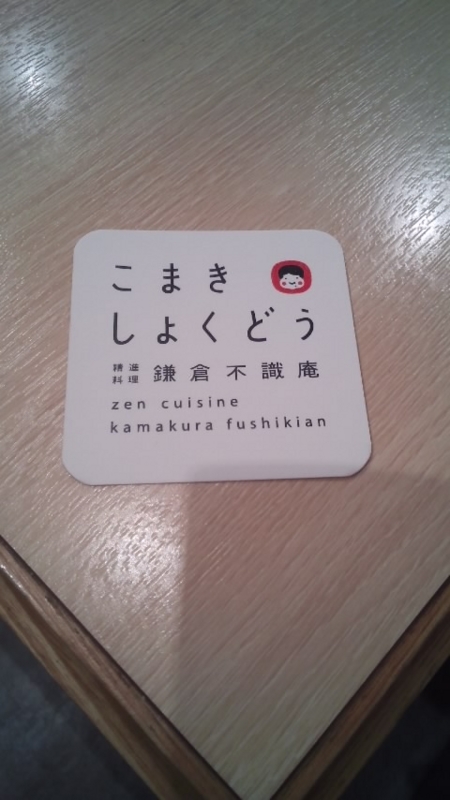 こまき
しょくどう
精進
料理
鎌倉不識庵
zen cuisine
kamakura fushikian